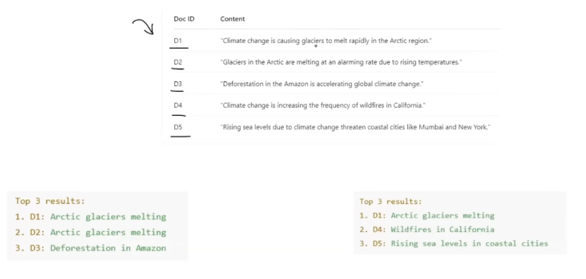 Doc ID Content
D1 "Climate change is causing glaciers to melt rapidly in the Arctic region."
D2 "Glaciers in the Arctic are melting at an alarming rate due to rising temperatures."
D3 "Deforestation in the Amazon is accelerating global climate change."
D4 "Climate change is increasing the frequency of wildfires in California."
D5 "Rising sea levels due to climate change threaten coastal cities like Mumbai and New York."
Top 3 results:
1. D1: Arctic glaciers melting
2. D2: Arctic glaciers melting
3. D3: Deforestation in Amazon
Top 3 results:
1. D1: Arctic glaciers melting
2. D4: Wildfires in California
3. D5: Rising sea levels in coastal cities